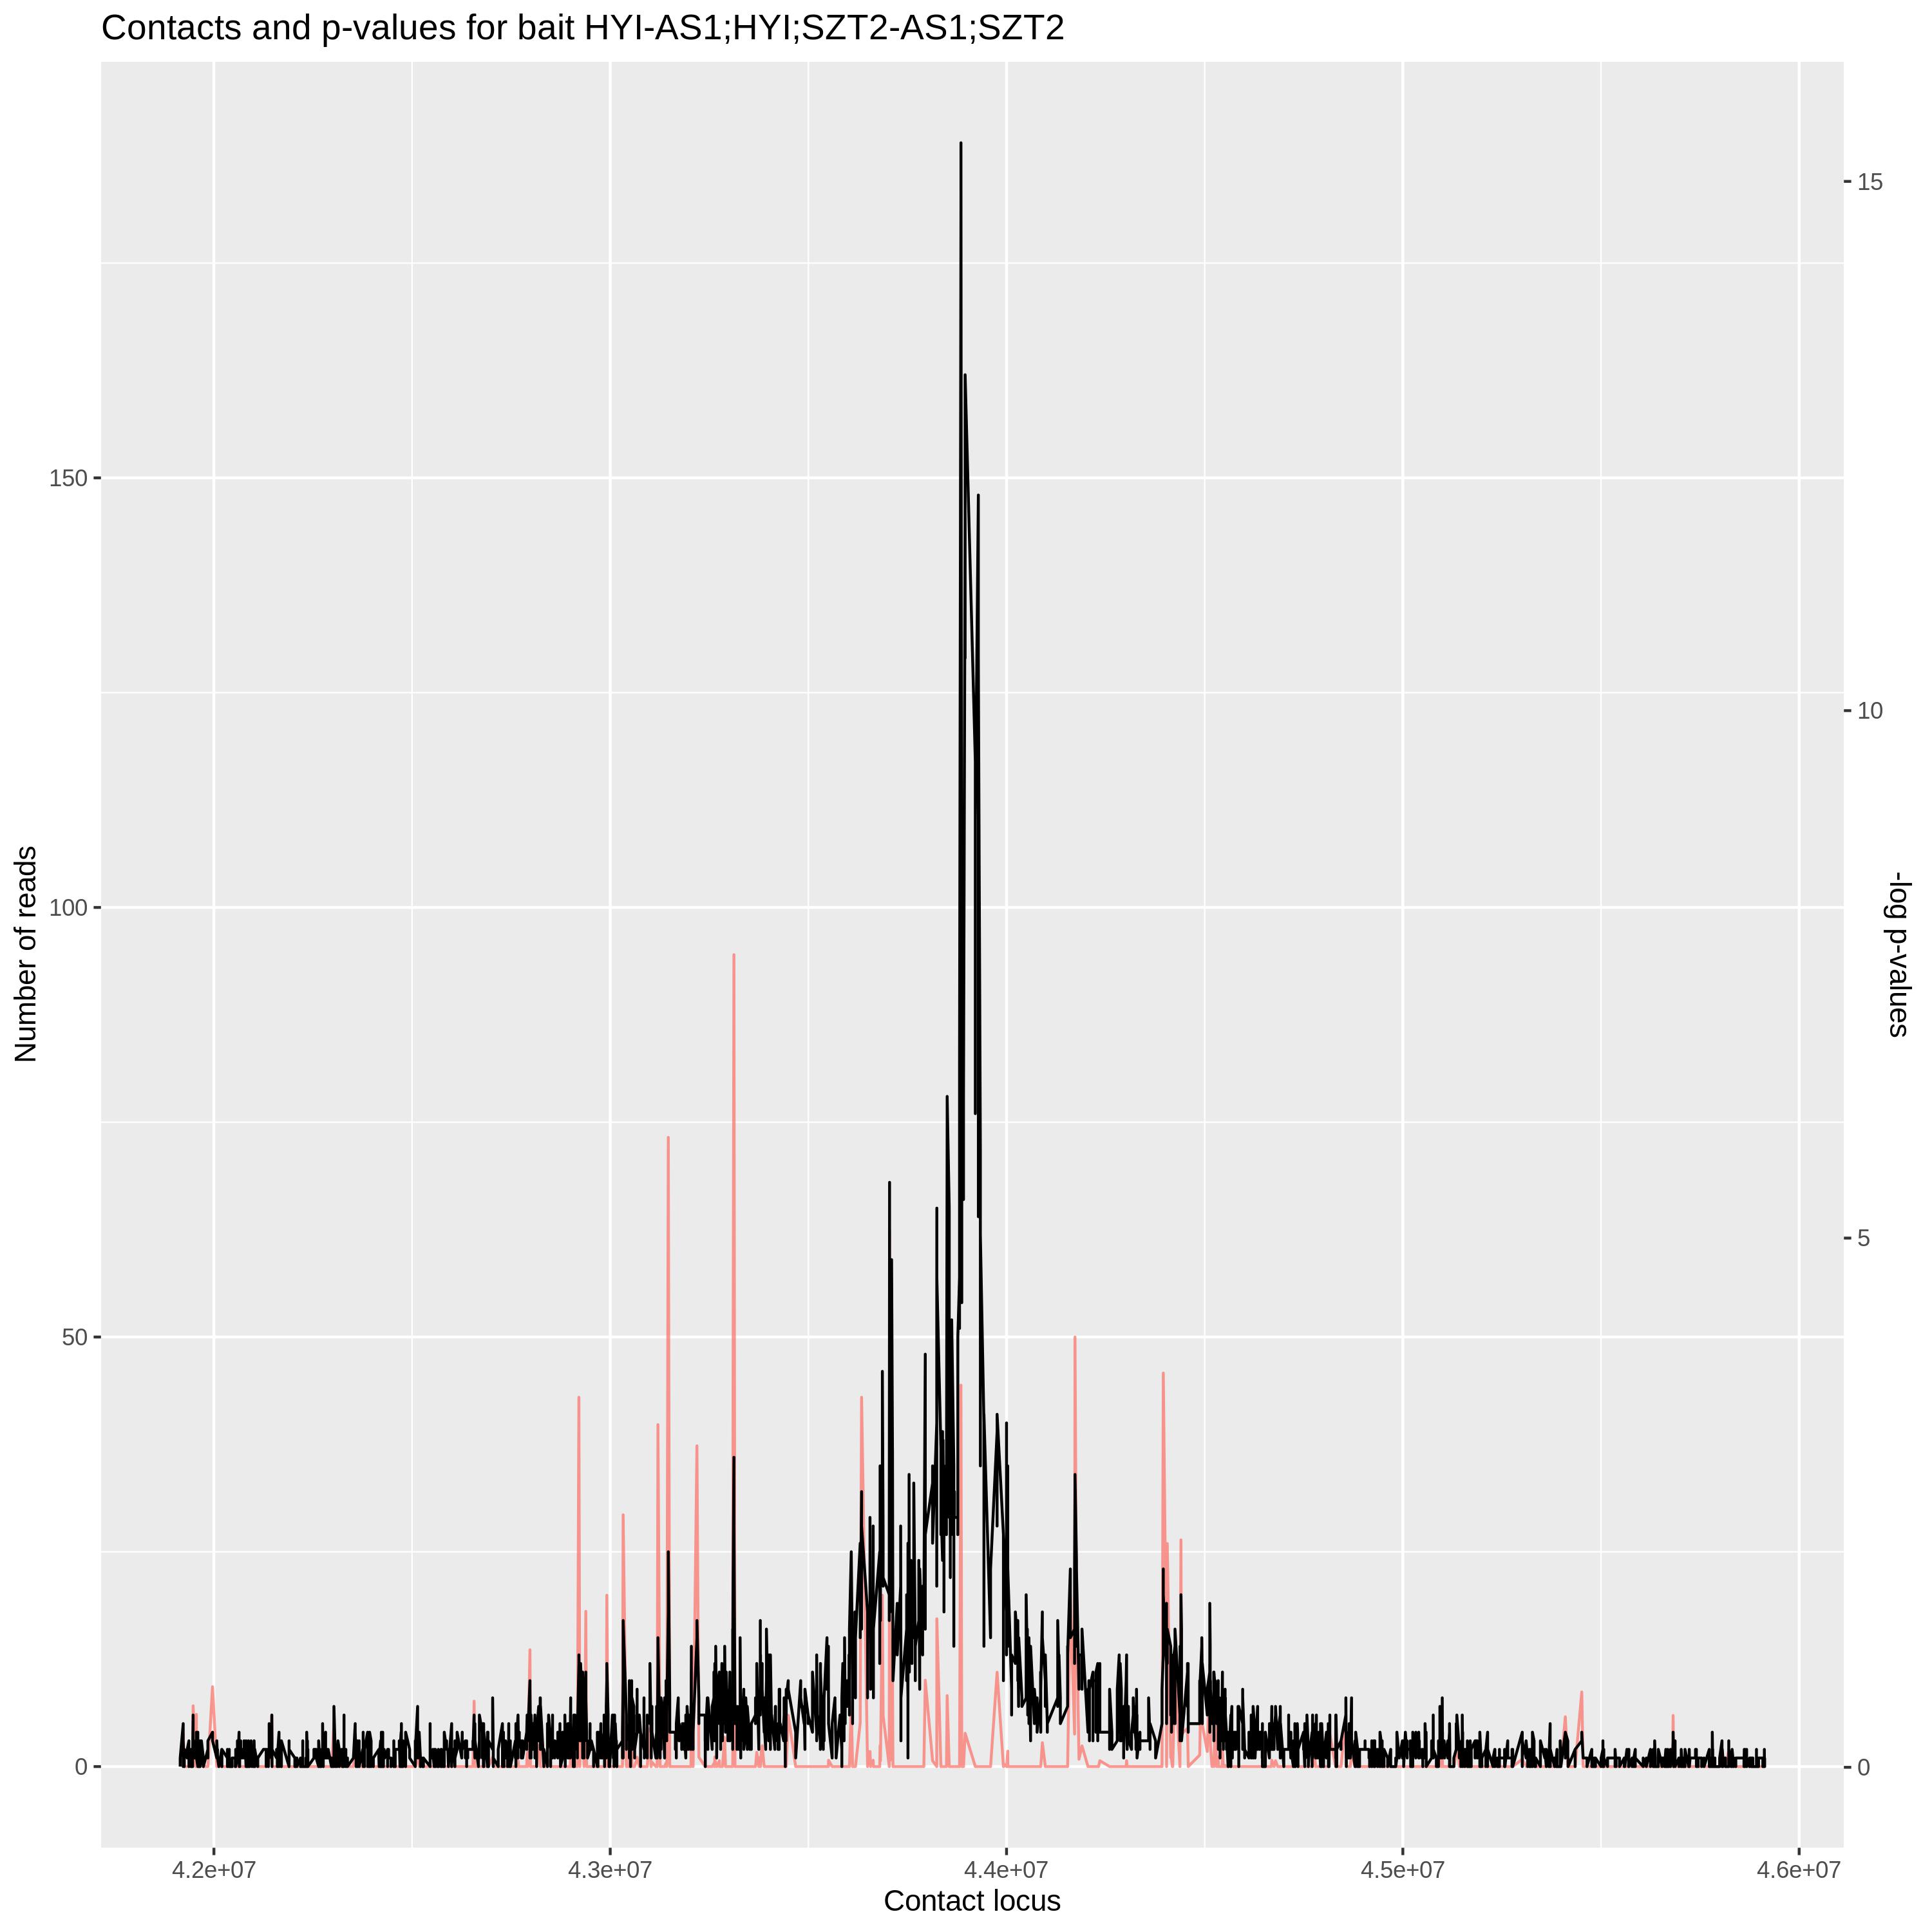 Contacts and p-values for bait HYI-AS1;HYI;SZT2-AS1;SZT2
Number of reads
150
100
50
0
15
10
5
0
-log p-values
4.2e+07
4.3e+07
4.4e+07
4.5e+07
4.6e+07
Contact locus